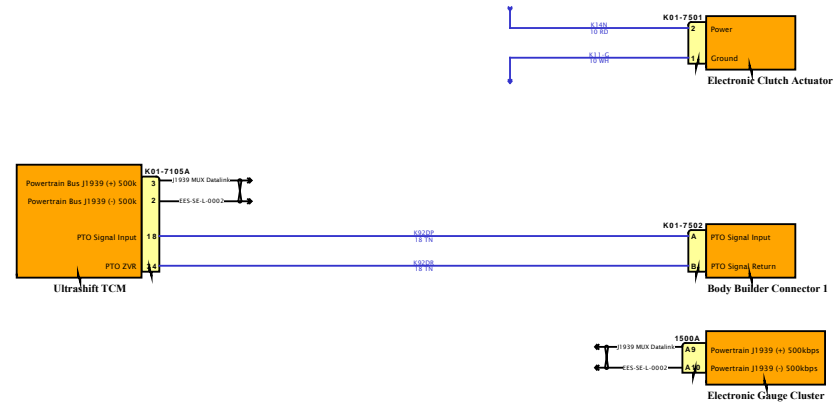 K01-7501
K14N
10 RD
2
Power
K11-G
10 WH
1
Ground
Electronic Clutch Actuator
K01-7105A
Powertrain Bus J1939 (+) 500k
3
J1939 MUX Datalink
Powertrain Bus J1939 (-) 500k
2
EES-SE-L-0002
K01-7502
PTO Signal Input
18
K92DP
18 TN
A
PTO Signal Input
PTO ZVR
34
K92DR
18 TN
B
PTO Signal Return
Ultrashift TCM
Body Builder Connector 1
1500A
J1939 MUX Datalink
A9
Powertrain J1939 (+) 500kbps
EES-SE-L-0002
A10
Powertrain J1939 (-) 500kbps
Electronic Gauge Cluster